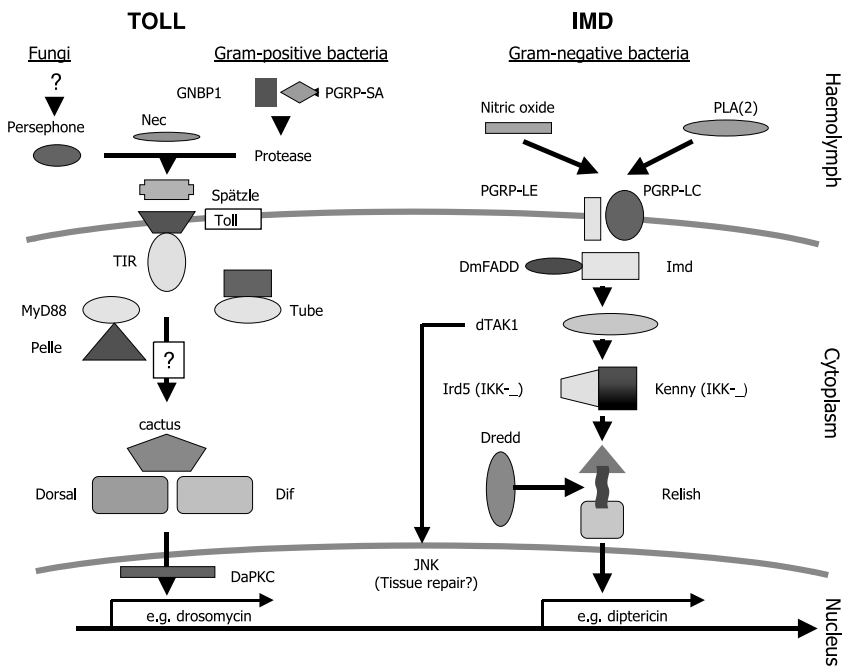 TOLL
IMD
Fungi
Gram-positive bacteria
Gram-negative bacteria
?
GNBP1
PGRP-SA
Nitric oxide
PLA(2)
Persephone
Nec
Protease
Haemolymph
Spätzle
PGRP-LE
PGRP-LC
Toll
TIR
DmFADD
Imd
MyD88
Tube
dTAK1
Pelle
?
Ird5 (IKK-_)
Kenny (IKK-_)
Cytoplasm
cactus
Dredd
Dorsal
Dif
Relish
JNK
(Tissue repair?)
DaPKC
e.g. drosomycin
e.g. diptericin
Nucleus